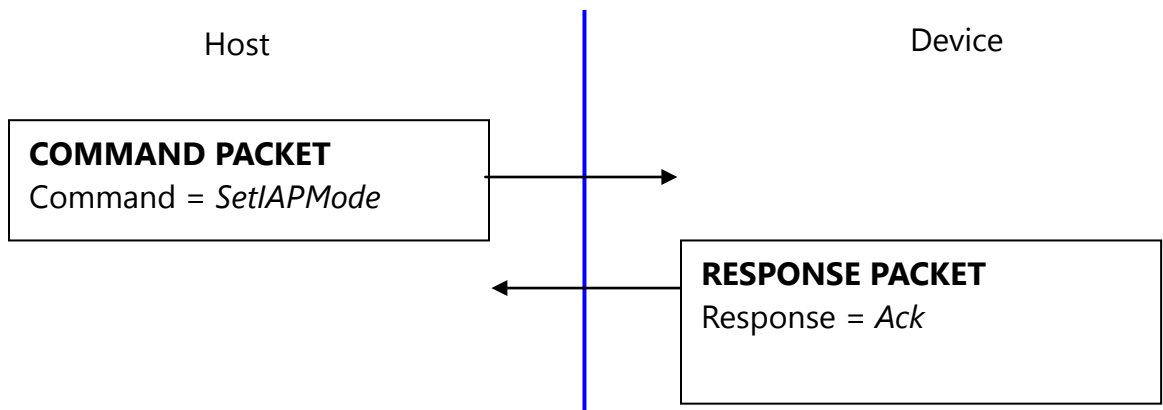 Host
Device
COMMAND PACKET
Command = SetIAPMode
RESPONSE PACKET
Response = Ack